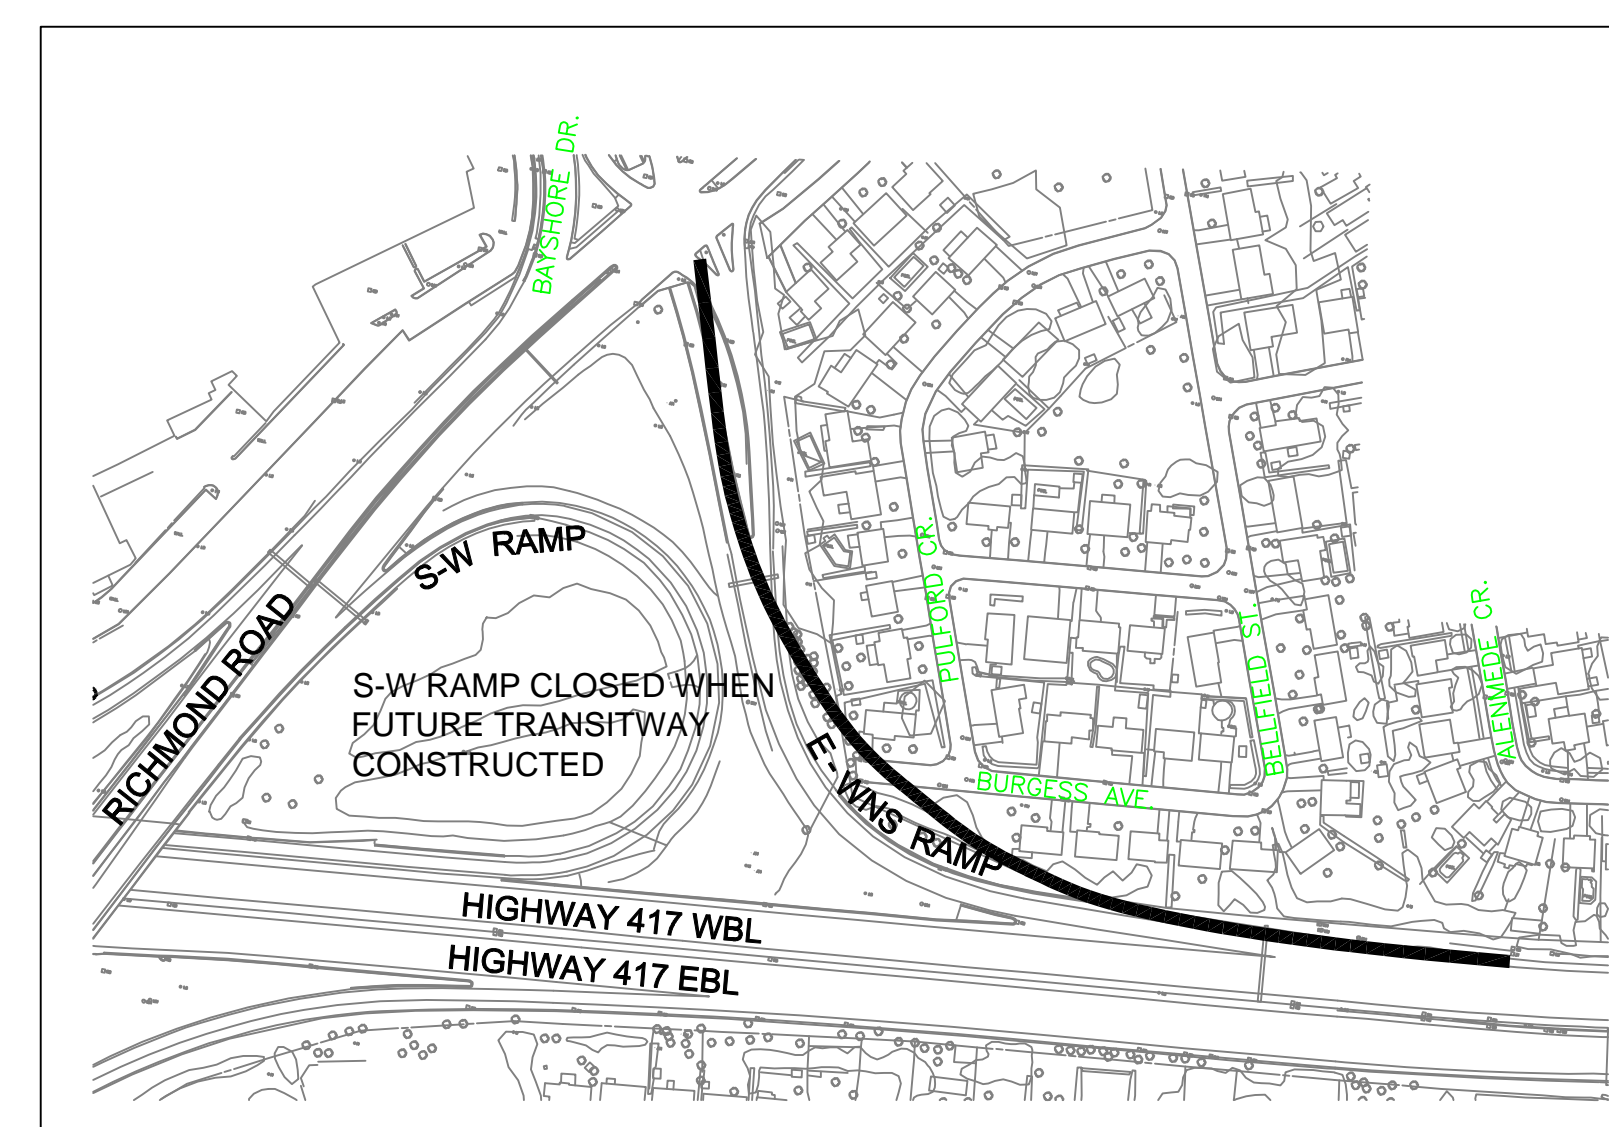 BAYSHORE DR.
S-W RAMP
PULFORD CR.
RICHMOND ROAD
S-W RAMP CLOSED WHEN
FUTURE TRANSITWAY
CONSTRUCTED
BELLFIELD ST.
ALENMEDE CR.
E - WNS RAMP
BURGESS AVE.
HIGHWAY 417 WBL
HIGHWAY 417 EBL